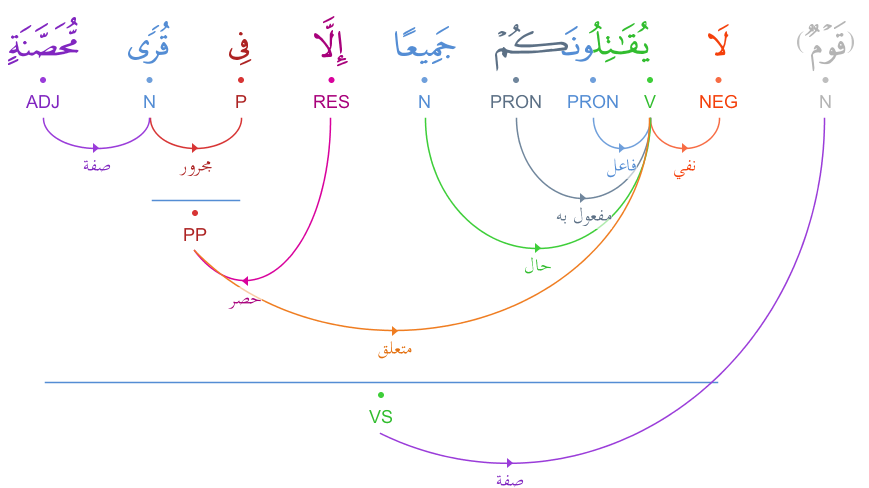 (قَوْمٌ) لَا يُقَـٰتِلُونَكُمْ جَمِيعًا إِلَّا فِى قُرًى مُّحَصَّنَةٍ
N NEG V PRON PRON N RES P N ADJ
نفي فاعل مجرور صفة
مفعول به
PP
حال
حصر
متعلق
VS
صفة